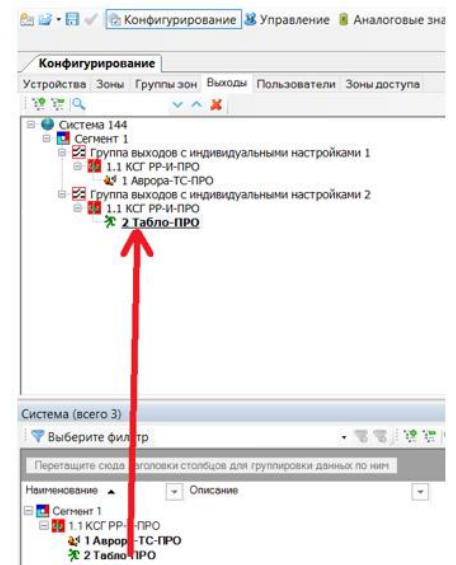 Конфигурирование Управление Аналоговые зна
Конфигурирование
Устройства Зоны Группы зон Выходы Пользователи Зоны доступа
Система 144
Сегмент 1
Группа выходов с индивидуальными настройками 1
1.1 КСГ РР-И-ПРО
1 Аврора-ТС-ПРО
Группа выходов с индивидуальными настройками 2
1.1 КСГ РР-И-ПРО
2 Табло-ПРО
Система (всего 3)
Выберите фильтр
Перетащите сюда заголовки столбцов для группировки данных по ним
Наименование Описание
Сегмент 1
1.1 КСГ РР-И-ПРО
1 Аврора-ТС-ПРО
2 Табло-ПРО